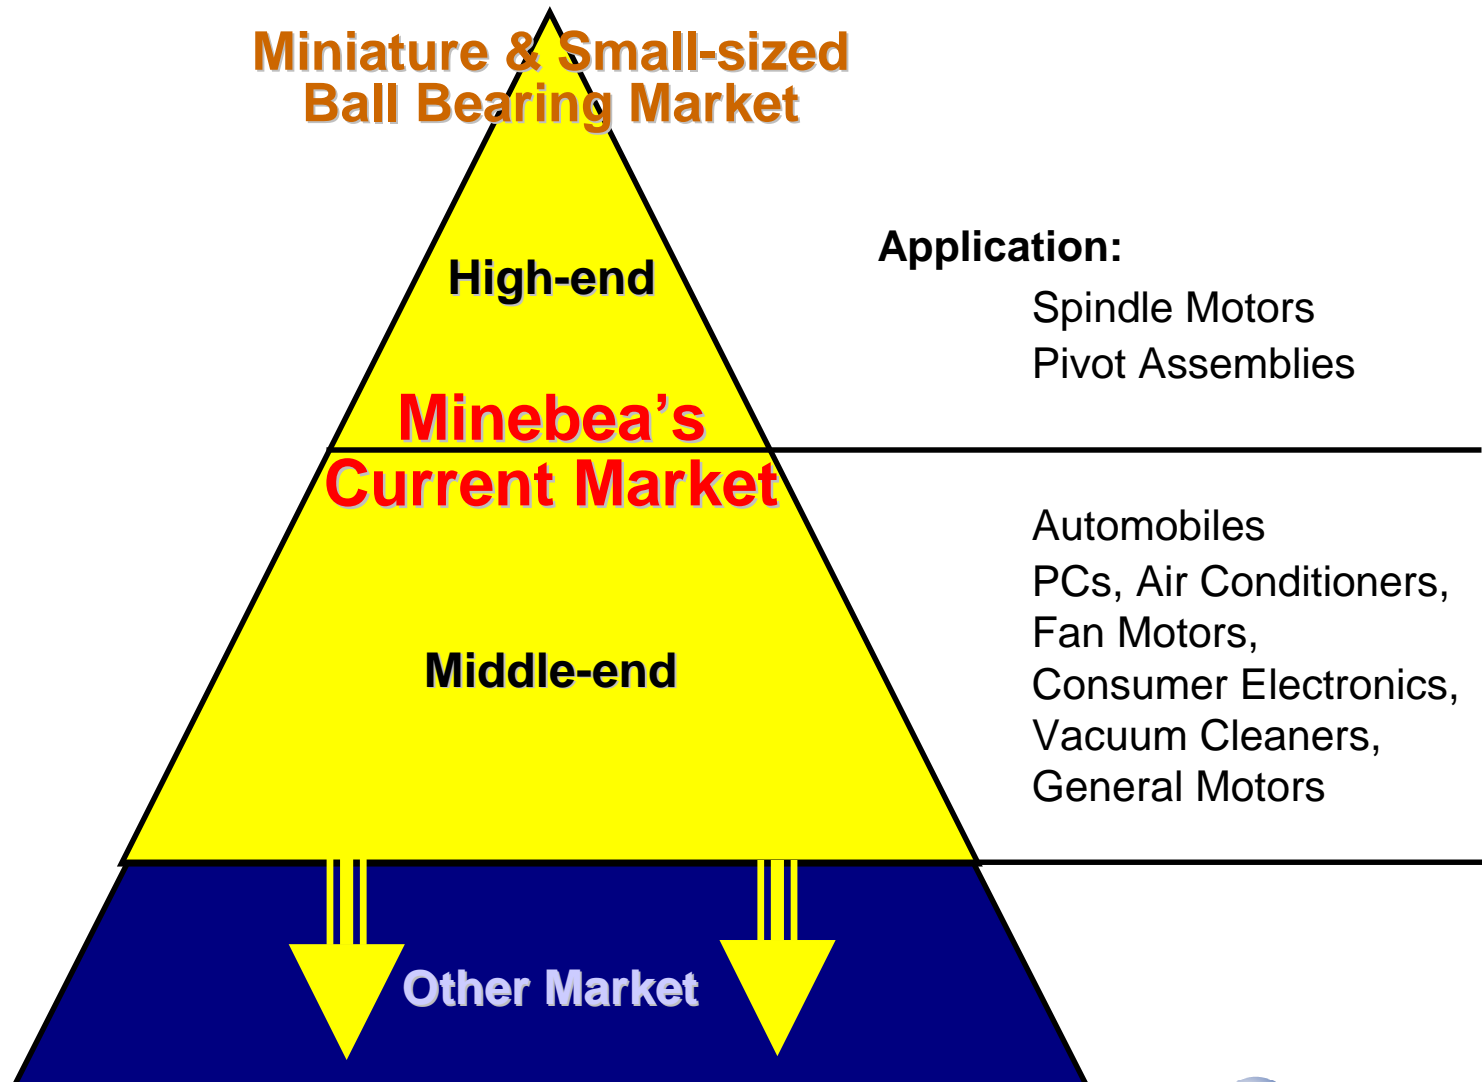 Miniature & Small-sized
Ball Bearing Market
High-end
Application:
Spindle Motors
Pivot Assemblies
Minebea’s
Current Market
Automobiles
PCs, Air Conditioners,
Fan Motors,
Consumer Electronics,
Vacuum Cleaners,
General Motors
Middle-end
Other Market